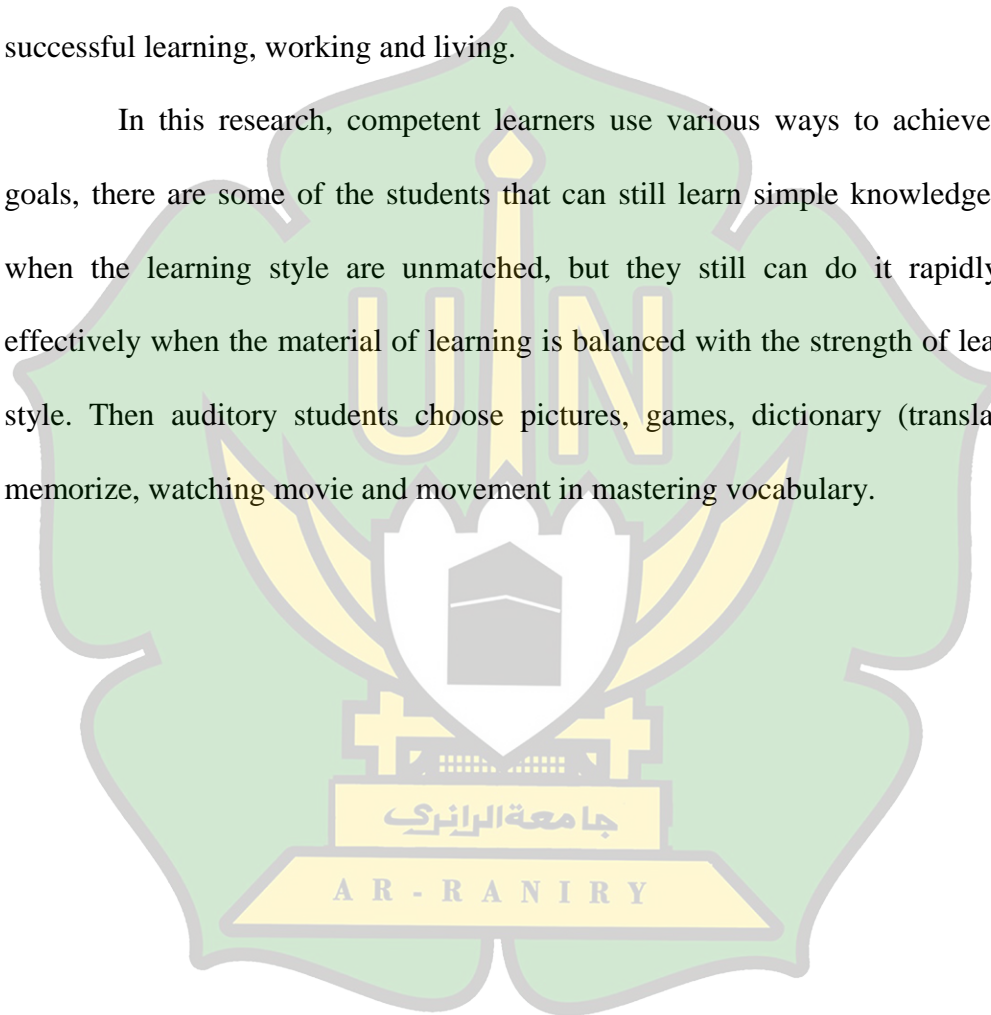 successful learning, working and living.
In this research, competent learners use various ways to achieve
goals, there are some of the students that can still learn simple knowledge
when the learning style are unmatched, but they still can do it rapidly
effectively when the material of learning is balanced with the strength of lea
style. Then auditory students choose pictures, games, dictionary (transla
memorize, watching movie and movement in mastering vocabulary.
UIN
جامعة الرانري
AR-RANIRY